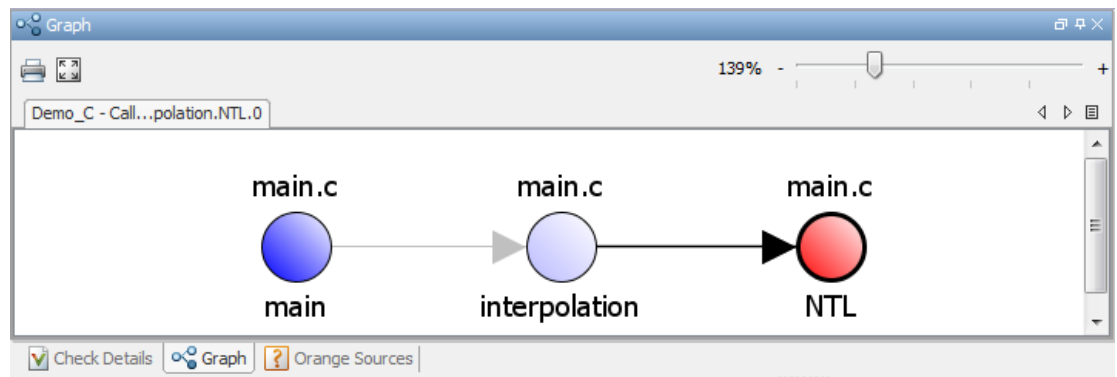 Graph
139% - +
Demo_C - Call...polation.NTL.0
main.c main.c main.c
main interpolation NTL
Check Details Graph Orange Sources